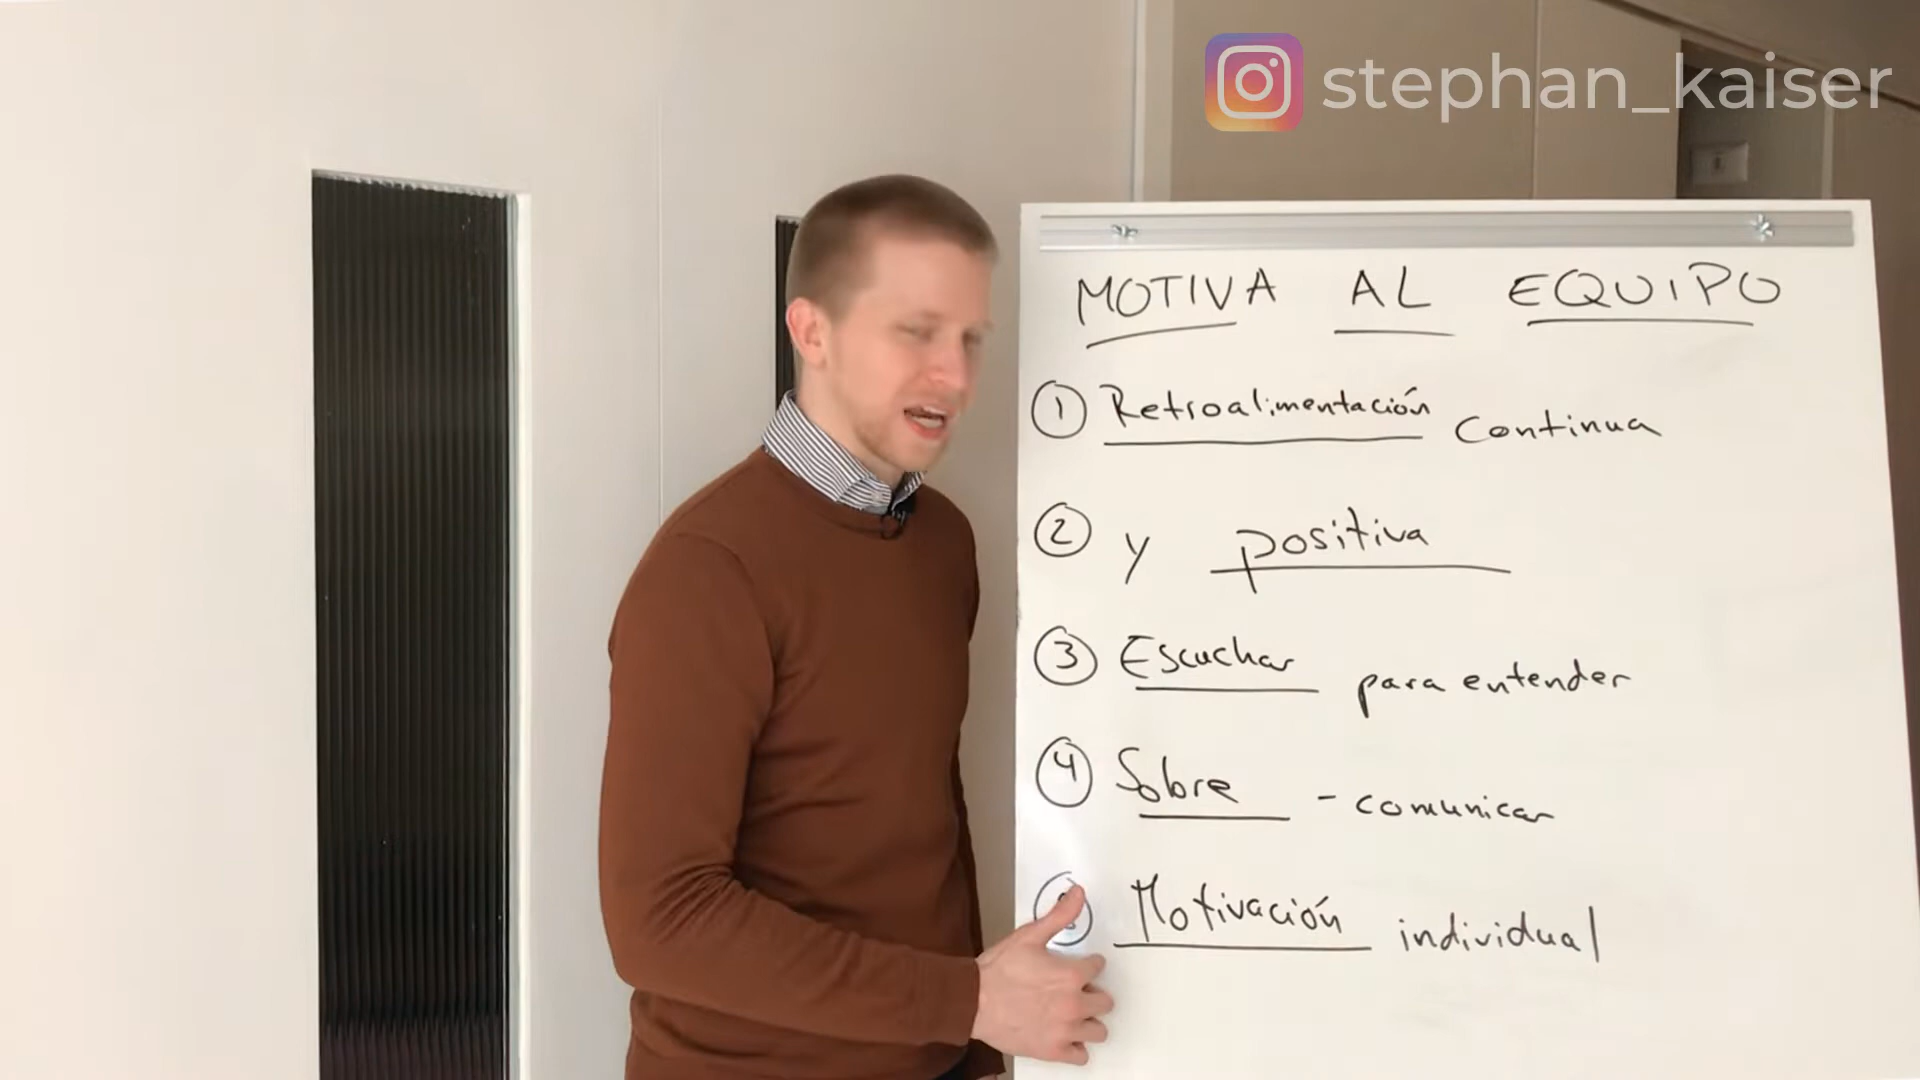 stephan_kaiser
MOTIVA AL EQUIPO
1 Retroalimentación continua
2 y positiva
3 Escuchar para entender
4 Sobre - comunicar
Motivación individual